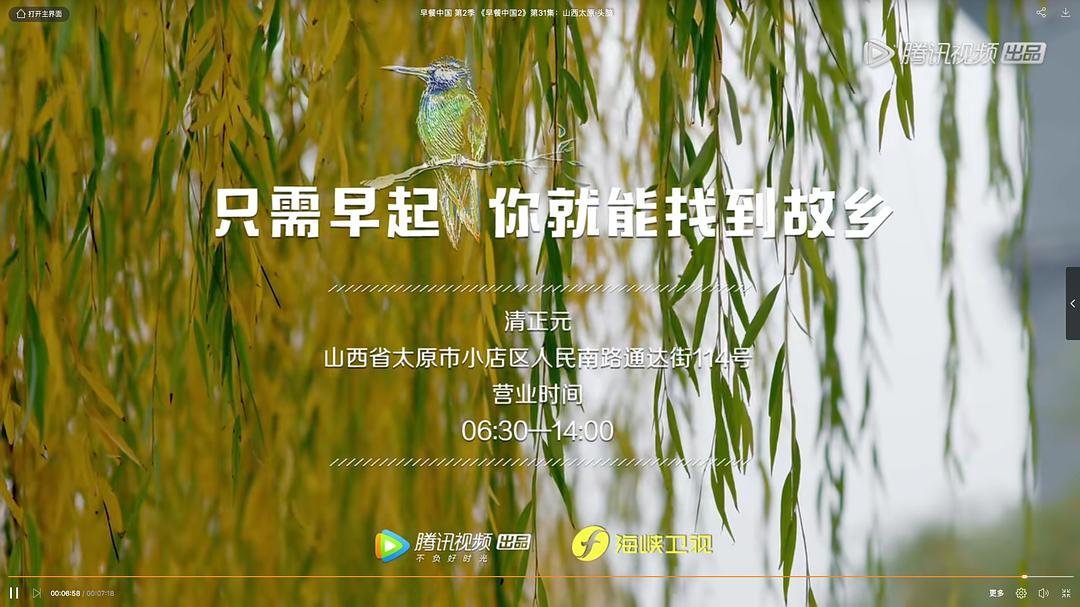 打开主界面
早餐中国 第2季 《早餐中国2》第31集：山西太原·头脑
腾讯视频 出品
只需早起 你就能找到故乡
清正元
山西省太原市小店区人民南路通达街114号
营业时间
06:30—14:00
腾讯视频 出品
不负好时光
海峡卫视
00:06:58 / 00:07:18
更多